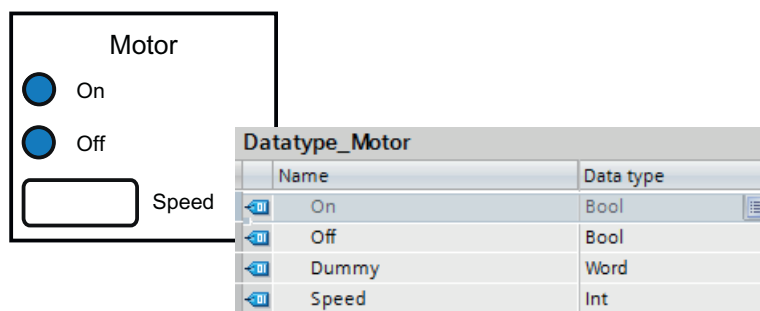 Motor
On
Off
Speed
Datatype_Motor
Name Data type
On Bool
Off Bool
Dummy Word
Speed Int